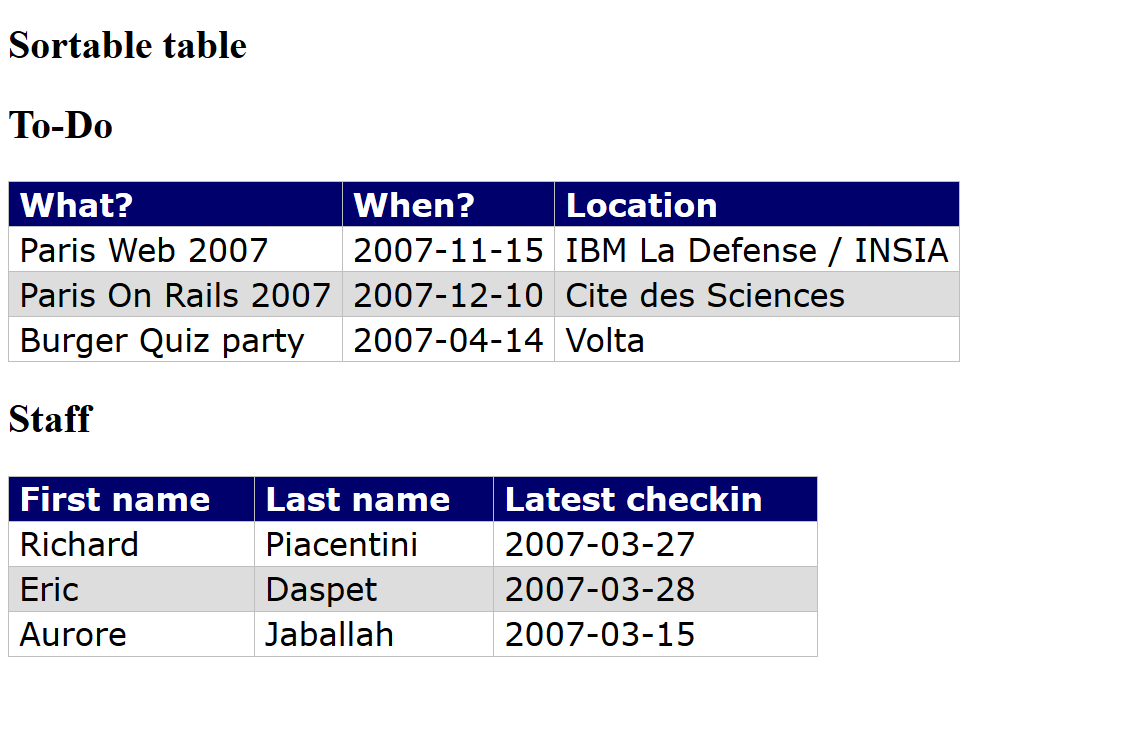 Sortable table
To-Do
What? When? Location
Paris Web 2007 2007-11-15 IBM La Defense / INSIA
Paris On Rails 2007 2007-12-10 Cite des Sciences
Burger Quiz party 2007-04-14 Volta
Staff
First name Last name Latest checkin
Richard Piacentini 2007-03-27
Eric Daspet 2007-03-28
Aurore Jaballah 2007-03-15